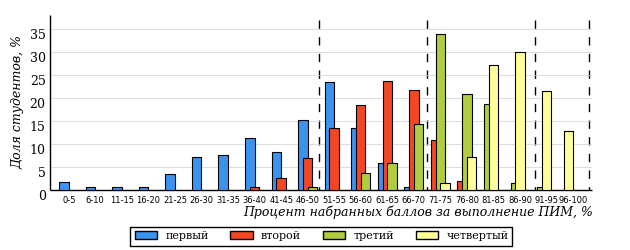 Доля студентов, %
35
30
25
20
15
10
5
0
0-5 6-10 11-15 16-20 21-25 26-30 31-35 36-40 41-45 46-50 51-55 56-60 61-65 66-70 71-75 76-80 81-85 86-90 91-95 96-100
Процент набранных баллов за выполнение ПИМ, %
первый второй третий четвертый